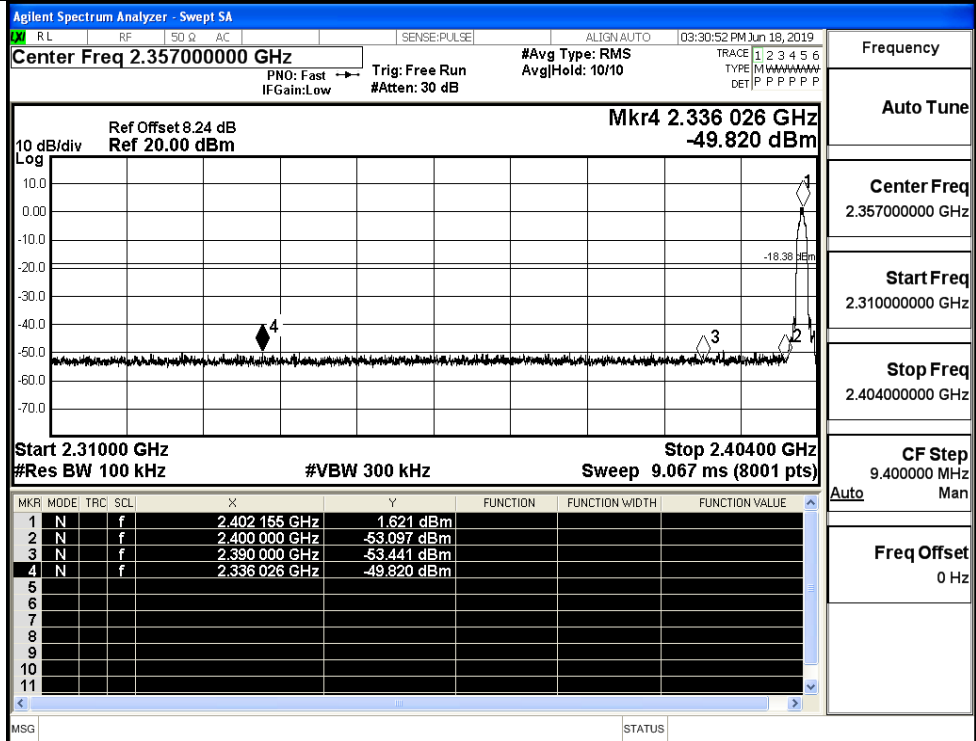 Agilent Spectrum Analyzer - Swept SA
LXI RL RF 50 Ω AC SENSE:PULSE ALIGN AUTO 03:30:52 PM Jun 18, 2019
Center Freq 2.357000000 GHz
PNO: Fast
IFGain:Low
Trig: Free Run
#Atten: 30 dB
#Avg Type: RMS
Avg|Hold: 10/10
TRACE 1 2 3 4 5 6
TYPE M WWWWW
DET P P P P P P
Ref Offset 8.24 dB
10 dB/div Ref 20.00 dBm
Log
Mkr4 2.336 026 GHz
-49.820 dBm
10.0
0.00
-10.0
-20.0
-30.0
-40.0
-50.0
-60.0
-70.0
1
-18.38 dBm
4
3
2
Start 2.31000 GHz Stop 2.40400 GHz
#Res BW 100 kHz #VBW 300 kHz Sweep 9.067 ms (8001 pts)
MKR MODE TRC SCL X Y FUNCTION FUNCTION WIDTH FUNCTION VALUE
1 N f 2.402 155 GHz 1.621 dBm
2 N f 2.400 000 GHz -53.097 dBm
3 N f 2.390 000 GHz -53.441 dBm
4 N f 2.336 026 GHz -49.820 dBm
5
6
7
8
9
10
11
MSG STATUS
Frequency
Auto Tune
Center Freq
2.357000000 GHz
Start Freq
2.310000000 GHz
Stop Freq
2.404000000 GHz
CF Step
9.400000 MHz
Auto Man
Freq Offset
0 Hz